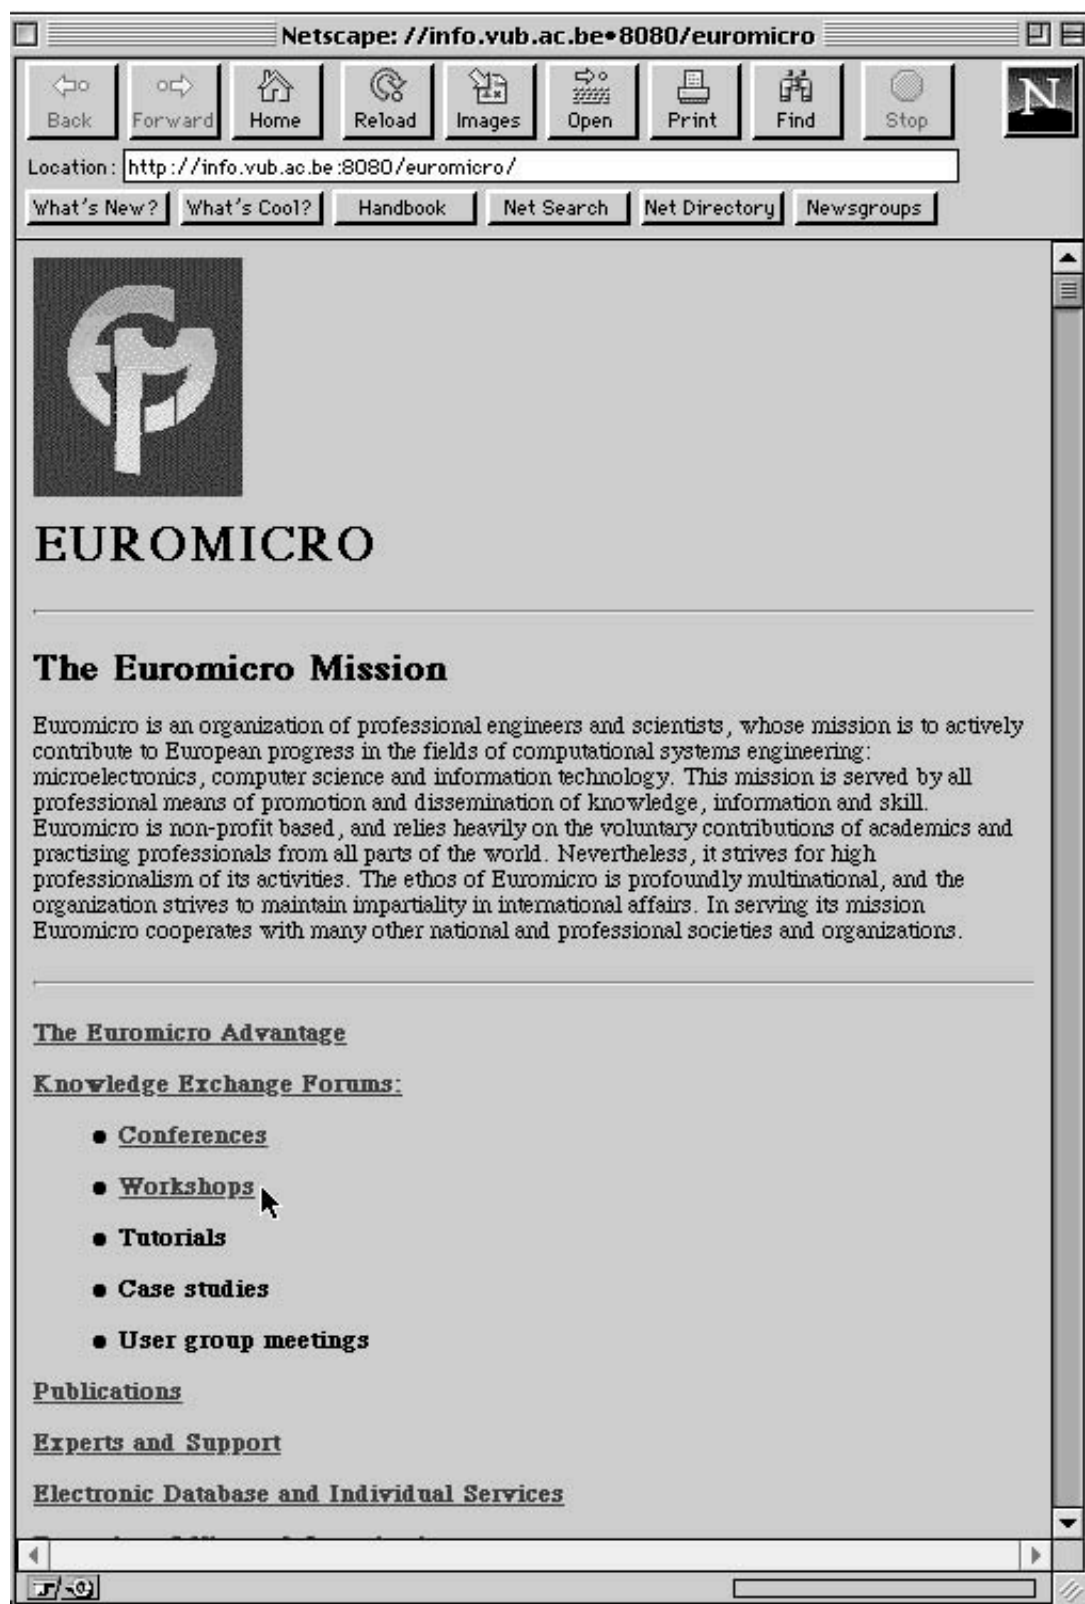 Netscape: //info.vub.ac.be•8080/euromicro
Back Forward Home Reload Images Open Print Find Stop
N
Location: http://info.vub.ac.be:8080/euromicro/
What's New? What's Cool? Handbook Net Search Net Directory Newsgroups
EUROMICRO
The Euromicro Mission
Euromicro is an organization of professional engineers and scientists, whose mission is to actively
contribute to European progress in the fields of computational systems engineering:
microelectronics, computer science and information technology. This mission is served by all
professional means of promotion and dissemination of knowledge, information and skill.
Euromicro is non-profit based, and relies heavily on the voluntary contributions of academics and
practising professionals from all parts of the world. Nevertheless, it strives for high
professionalism of its activities. The ethos of Euromicro is profoundly multinational, and the
organization strives to maintain impartiality in international affairs. In serving its mission
Euromicro cooperates with many other national and professional societies and organizations.
The Euromicro Advantage
Knowledge Exchange Forums:
• Conferences
• Workshops
• Tutorials
• Case studies
• User group meetings
Publications
Experts and Support
Electronic Database and Individual Services